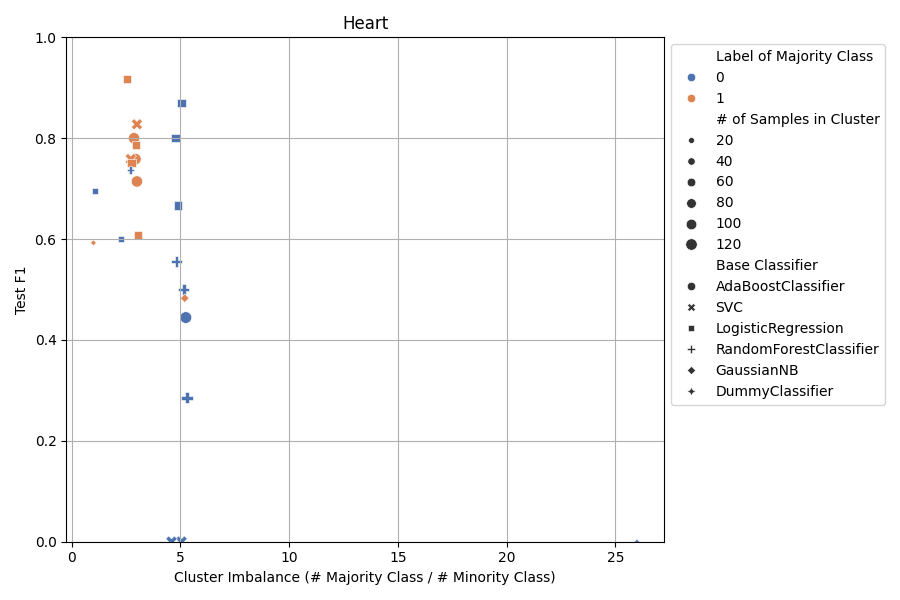 Heart
1.0
0.8
0.6
0.4
0.2
0.0
Test F1
0 5 10 15 20 25
Cluster Imbalance (# Majority Class / # Minority Class)
Label of Majority Class
0
1
# of Samples in Cluster
20
40
60
80
100
120
Base Classifier
AdaBoostClassifier
SVC
LogisticRegression
RandomForestClassifier
GaussianNB
DummyClassifier